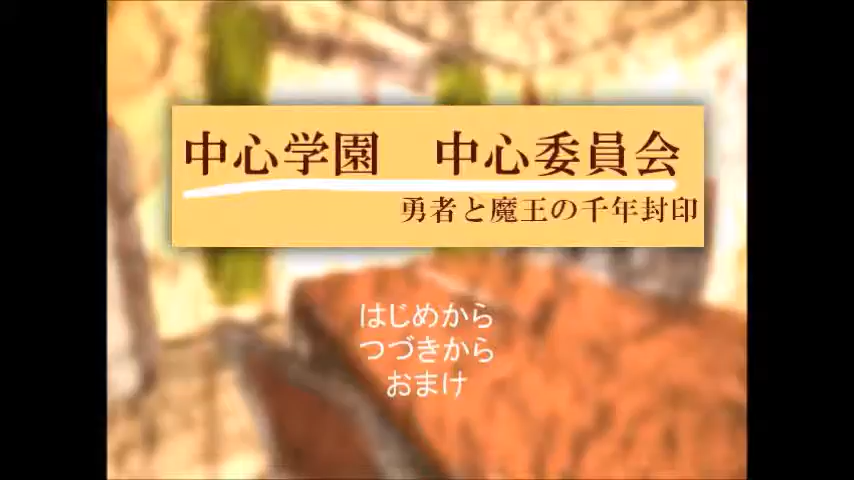 中心学園　中心委員会
勇者と魔王の千年封印
はじめから
つづきから
おまけ